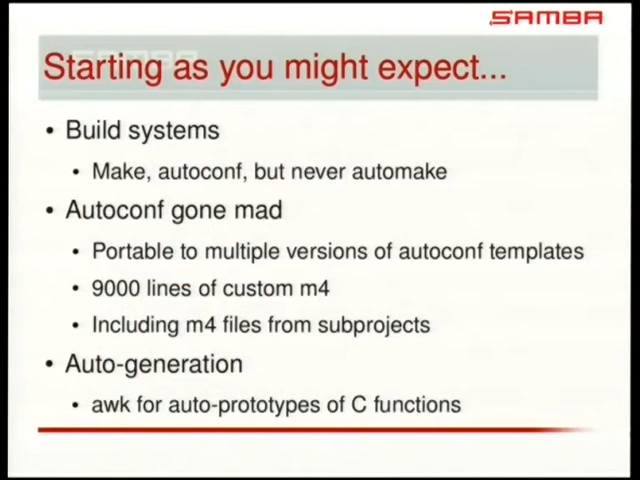 SAMBA
Starting as you might expect...
• Build systems
• Make, autoconf, but never automake
• Autoconf gone mad
• Portable to multiple versions of autoconf templates
• 9000 lines of custom m4
• Including m4 files from subprojects
• Auto-generation
• awk for auto-prototypes of C functions